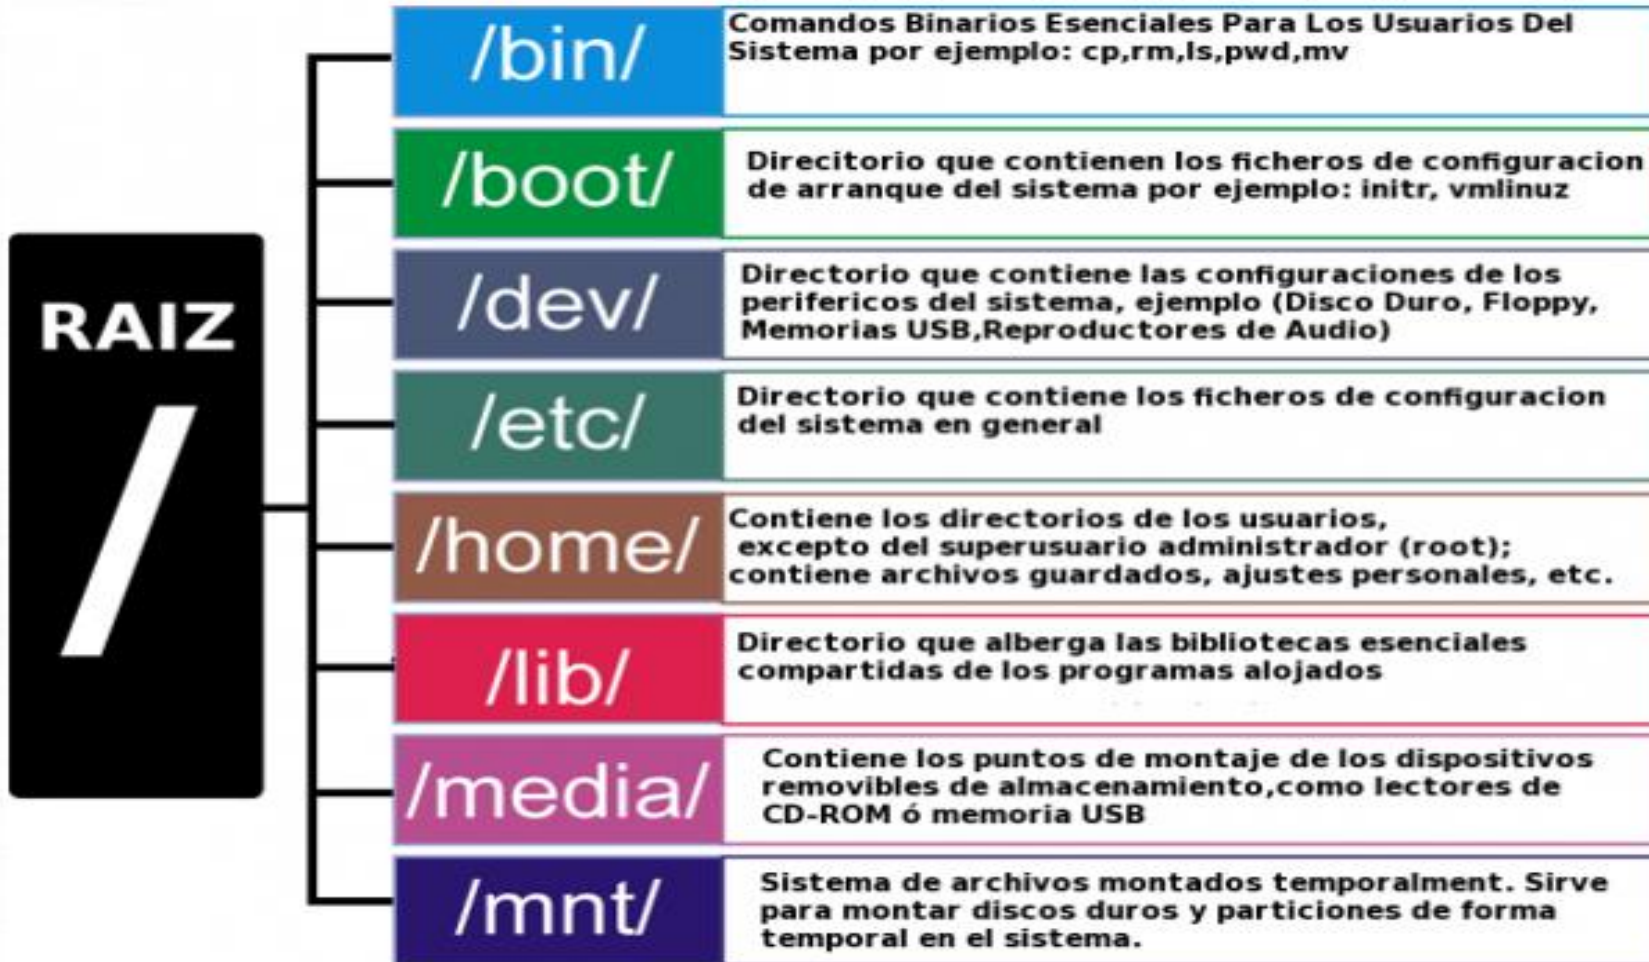 RAIZ
/
/bin/
Comandos Binarios Esenciales Para Los Usuarios Del
Sistema por ejemplo: cp,rm,ls,pwd,mv
/boot/
Direcitorio que contienen los ficheros de configuracion
de arranque del sistema por ejemplo: initr, vmlinuz
/dev/
Directorio que contiene las configuraciones de los
perifericos del sistema, ejemplo (Disco Duro, Floppy,
Memorias USB,Reproductores de Audio)
/etc/
Directorio que contiene los ficheros de configuracion
del sistema en general
/home/
Contiene los directorios de los usuarios,
excepto del superusuario administrador (root);
contiene archivos guardados, ajustes personales, etc.
/lib/
Directorio que alberga las bibliotecas esenciales
compartidas de los programas alojados
/media/
Contiene los puntos de montaje de los dispositivos
removibles de almacenamiento,como lectores de
CD-ROM ó memoria USB
/mnt/
Sistema de archivos montados temporalment. Sirve
para montar discos duros y particiones de forma
temporal en el sistema.